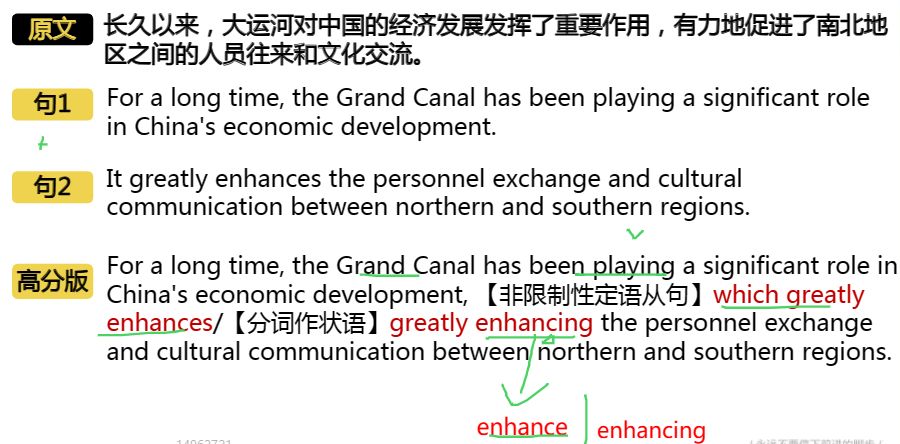 原文 长久以来，大运河对中国的经济发展发挥了重要作用，有力地促进了南北地
区之间的人员往来和文化交流。
句1 For a long time, the Grand Canal has been playing a significant role
in China's economic development.
+
句2 It greatly enhances the personnel exchange and cultural
communication between northern and southern regions.
高分版 For a long time, the Grand Canal has been playing a significant role in
China's economic development, 【非限制性定语从句】which greatly
enhances/【分词作状语】greatly enhancing the personnel exchange
and cultural communication between northern and southern regions.
enhance enhancing